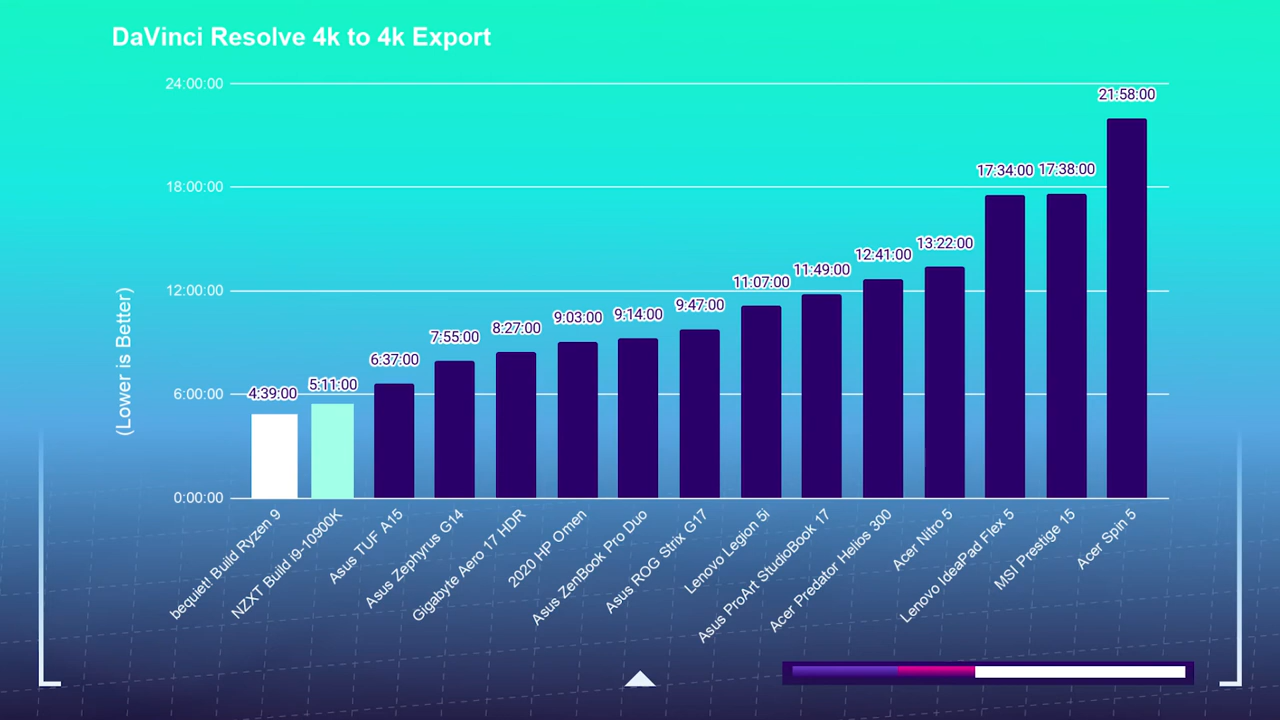 DaVinci Resolve 4k to 4k Export
(Lower is Better)
24:00:00
18:00:00
12:00:00
6:00:00
0:00:00
4:39:00
5:11:00
6:37:00
7:55:00
8:27:00
9:03:00
9:14:00
9:47:00
11:07:00
11:49:00
12:41:00
13:22:00
17:34:00
17:38:00
21:58:00
bequiet! Build Ryzen 9
NZXT Build i9-10900K
Asus TUF A15
Asus Zephyrus G14
Gigabyte Aero 17 HDR
2020 HP Omen
Asus ZenBook Pro Duo
Asus ROG Strix G17
Lenovo Legion 5i
Asus ProArt StudioBook 17
Acer Predator Helios 300
Acer Nitro 5
Lenovo IdeaPad Flex 5
MSI Prestige 15
Acer Spin 5